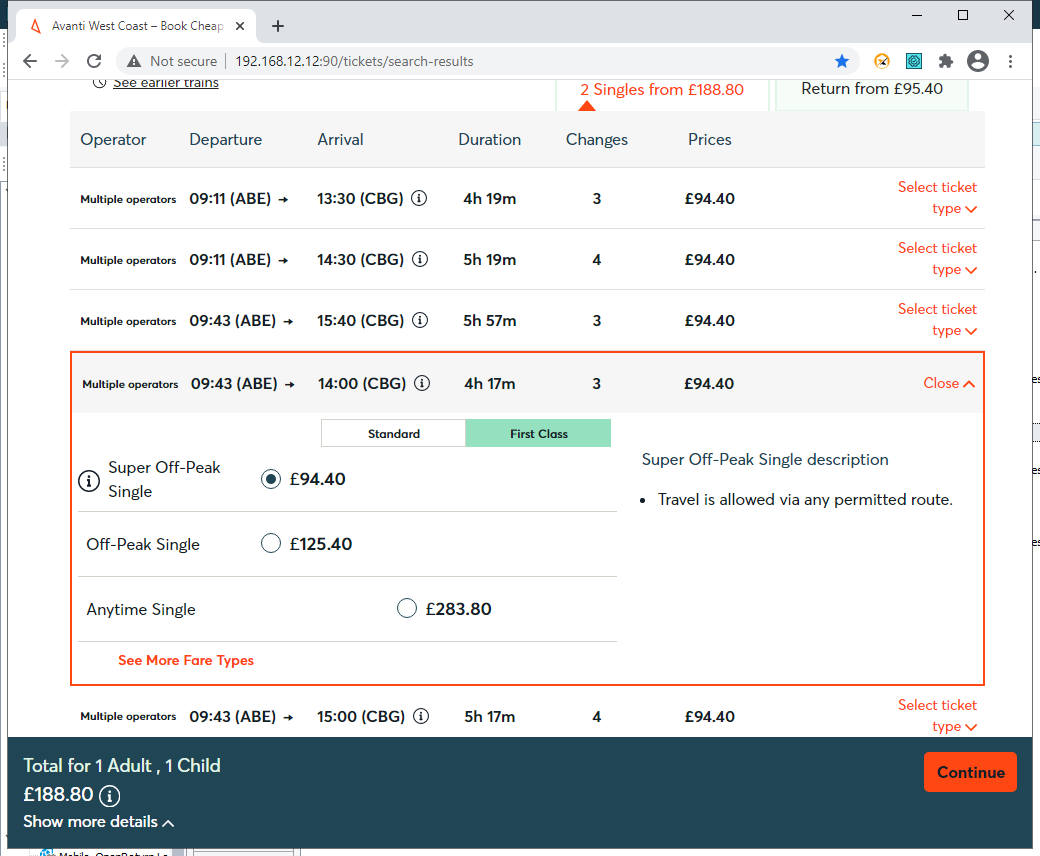 Avanti West Coast – Book Cheap
Not secure 192.168.12.12:90/tickets/search-results
See earlier trains
2 Singles from £188.80
Return from £95.40
Operator Departure Arrival Duration Changes Prices
Multiple operators 09:11 (ABE) → 13:30 (CBG) 4h 19m 3 £94.40 Select ticket
type
Multiple operators 09:11 (ABE) → 14:30 (CBG) 5h 19m 4 £94.40 Select ticket
type
Multiple operators 09:43 (ABE) → 15:40 (CBG) 5h 57m 3 £94.40 Select ticket
type
Multiple operators 09:43 (ABE) → 14:00 (CBG) 4h 17m 3 £94.40 Close
Standard First Class
Super Off-Peak
Single
£94.40
Off-Peak Single £125.40
Anytime Single £283.80
See More Fare Types
Super Off-Peak Single description
• Travel is allowed via any permitted route.
Multiple operators 09:43 (ABE) → 15:00 (CBG) 5h 17m 4 £94.40 Select ticket
type
Total for 1 Adult , 1 Child
£188.80
Show more details
Continue